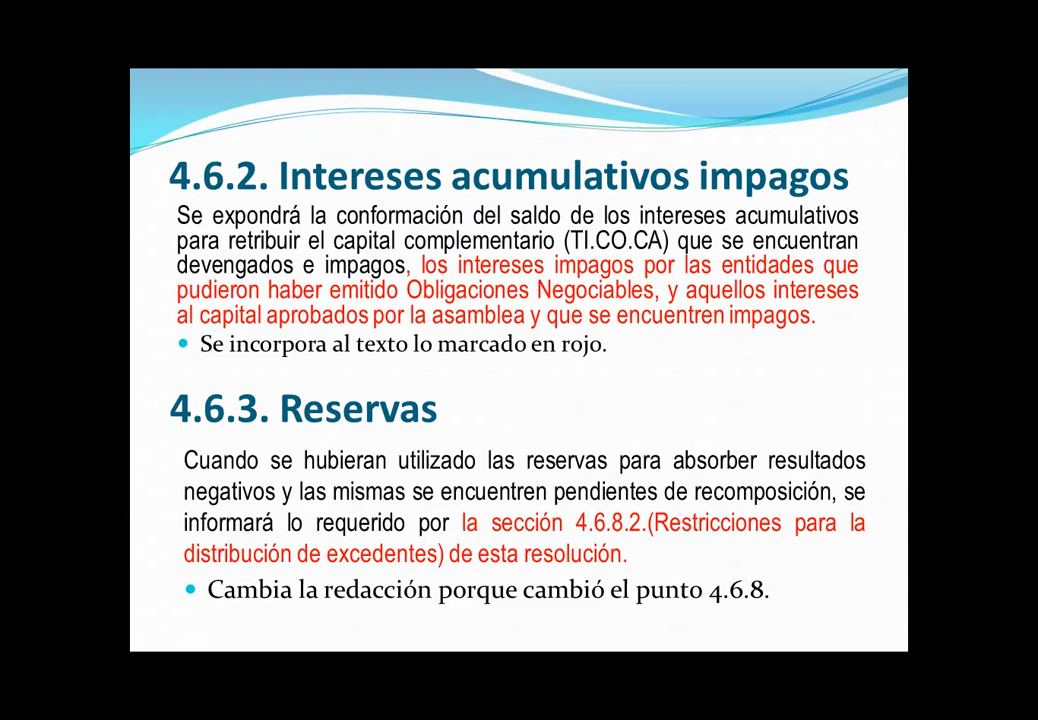 4.6.2. Intereses acumulativos impagos
Se expondrá la conformación del saldo de los intereses acumulativos
para retribuir el capital complementario (TI.CO.CA) que se encuentran
devengados e impagos, los intereses impagos por las entidades que
pudieron haber emitido Obligaciones Negociables, y aquellos intereses
al capital aprobados por la asamblea y que se encuentren impagos.
• Se incorpora al texto lo marcado en rojo.
4.6.3. Reservas
Cuando se hubieran utilizado las reservas para absorber resultados
negativos y las mismas se encuentren pendientes de recomposición, se
informará lo requerido por la sección 4.6.8.2.(Restricciones para la
distribución de excedentes) de esta resolución.
• Cambia la redacción porque cambió el punto 4.6.8.